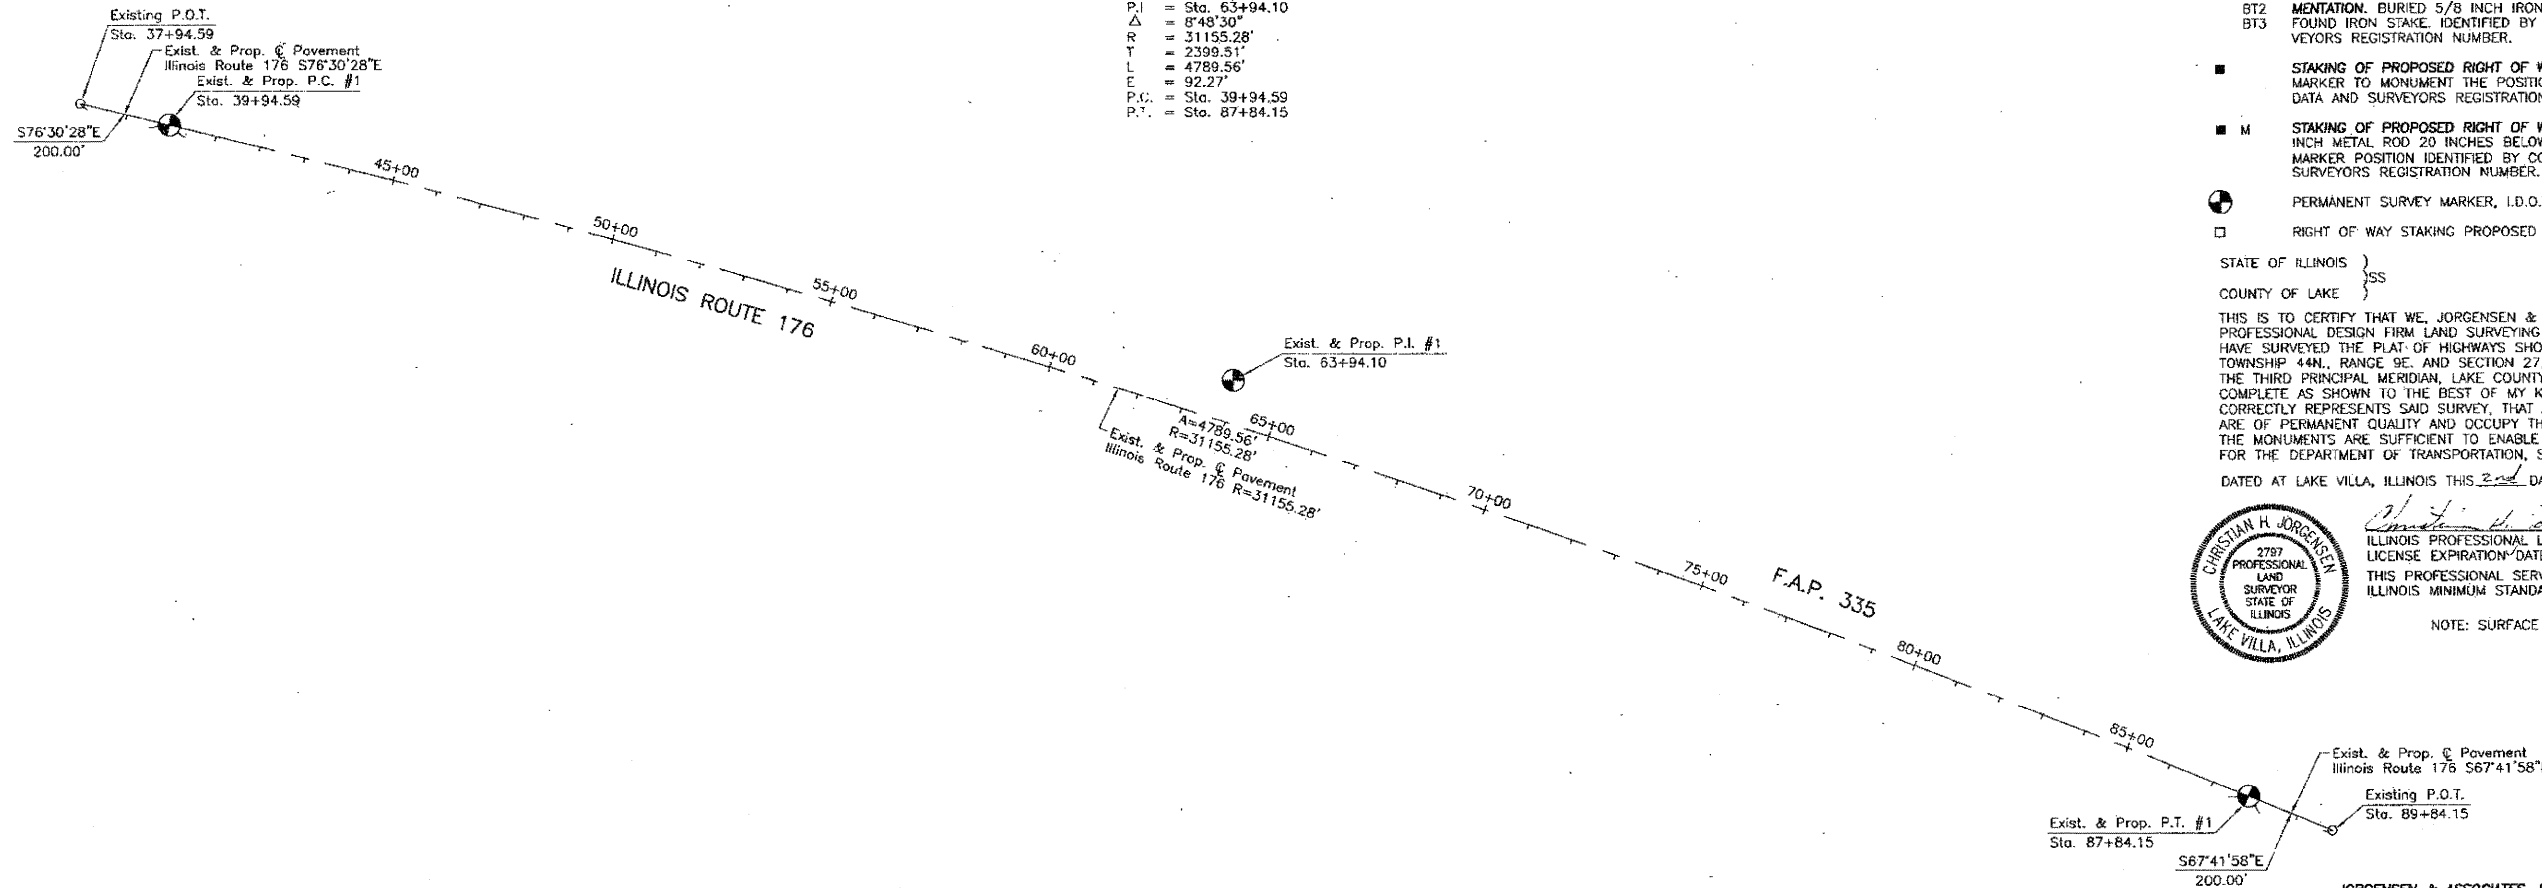 Existing P.O.T.
Sta. 37+94.59
Exist. & Prop. ℄ Pavement
Illinois Route 176 S76°30'28"E
Exist. & Prop. P.C. #1
Sta. 39+94.59
S76°30'28"E
200.00'
P.I = Sta. 63+94.10
Δ = 8°48'30"
R = 31155.28'
T = 2399.51'
L = 4789.56'
E = 92.27'
P.C. = Sta. 39+94.59
P.T. = Sta. 87+84.15
45+00
50+00
55+00
60+00
65+00
70+00
75+00
80+00
85+00
ILLINOIS ROUTE 176
Exist. & Prop. P.I. #1
Sta. 63+94.10
A=4789.56'
R=31155.28'
Exist. & Prop. ℄ Pavement
Illinois Route 176 R=31155.28'
F.A.P. 335
Exist. & Prop. ℄ Pavement
Illinois Route 176 S67°41'58"
Existing P.O.T.
Sta. 89+84.15
Exist. & Prop. P.T. #1
Sta. 87+84.15
S67°41'58"E
200.00'
BT2 MENTATION. BURIED 5/8 INCH IRON
BT3 FOUND IRON STAKE. IDENTIFIED BY
VEYORS REGISTRATION NUMBER.
STAKING OF PROPOSED RIGHT OF
MARKER TO MONUMENT THE
DATA AND SURVEYORS
M STAKING OF PROPOSED RIGHT OF
INCH METAL ROD 20 INCHES
MARKER POSITION IDENTIFIED BY
SURVEYORS REGISTRATION NUMBER.
PERMANENT SURVEY MARKER, I.D.O.
RIGHT OF WAY STAKING PROPOSED
STATE OF ILLINOIS )
)SS
COUNTY OF LAKE )
THIS IS TO CERTIFY THAT WE, JORGENSEN &
PROFESSIONAL DESIGN FIRM LAND SURVEYING
HAVE SURVEYED THE PLAT OF HIGHWAYS
TOWNSHIP 44N., RANGE 9E. AND SECTION 27
THE THIRD PRINCIPAL MERIDIAN, LAKE COUNTY
COMPLETE AS SHOWN TO THE BEST OF MY
CORRECTLY REPRESENTS SAID SURVEY, THAT
ARE OF PERMANENT QUALITY AND OCCUPY
THE MONUMENTS ARE SUFFICIENT TO ENABLE
FOR THE DEPARTMENT OF TRANSPORTATION,
DATED AT LAKE VILLA, ILLINOIS THIS 2nd
CHRISTIAN H. JORGENSEN
2797
PROFESSIONAL
LAND
SURVEYOR
STATE OF
ILLINOIS
LAKE VILLA, ILLINOIS
ILLINOIS PROFESSIONAL
LICENSE EXPIRATION
THIS PROFESSIONAL
ILLINOIS MINIMUM
NOTE: SURFACE
JORGENSEN & ASSOCIATES,